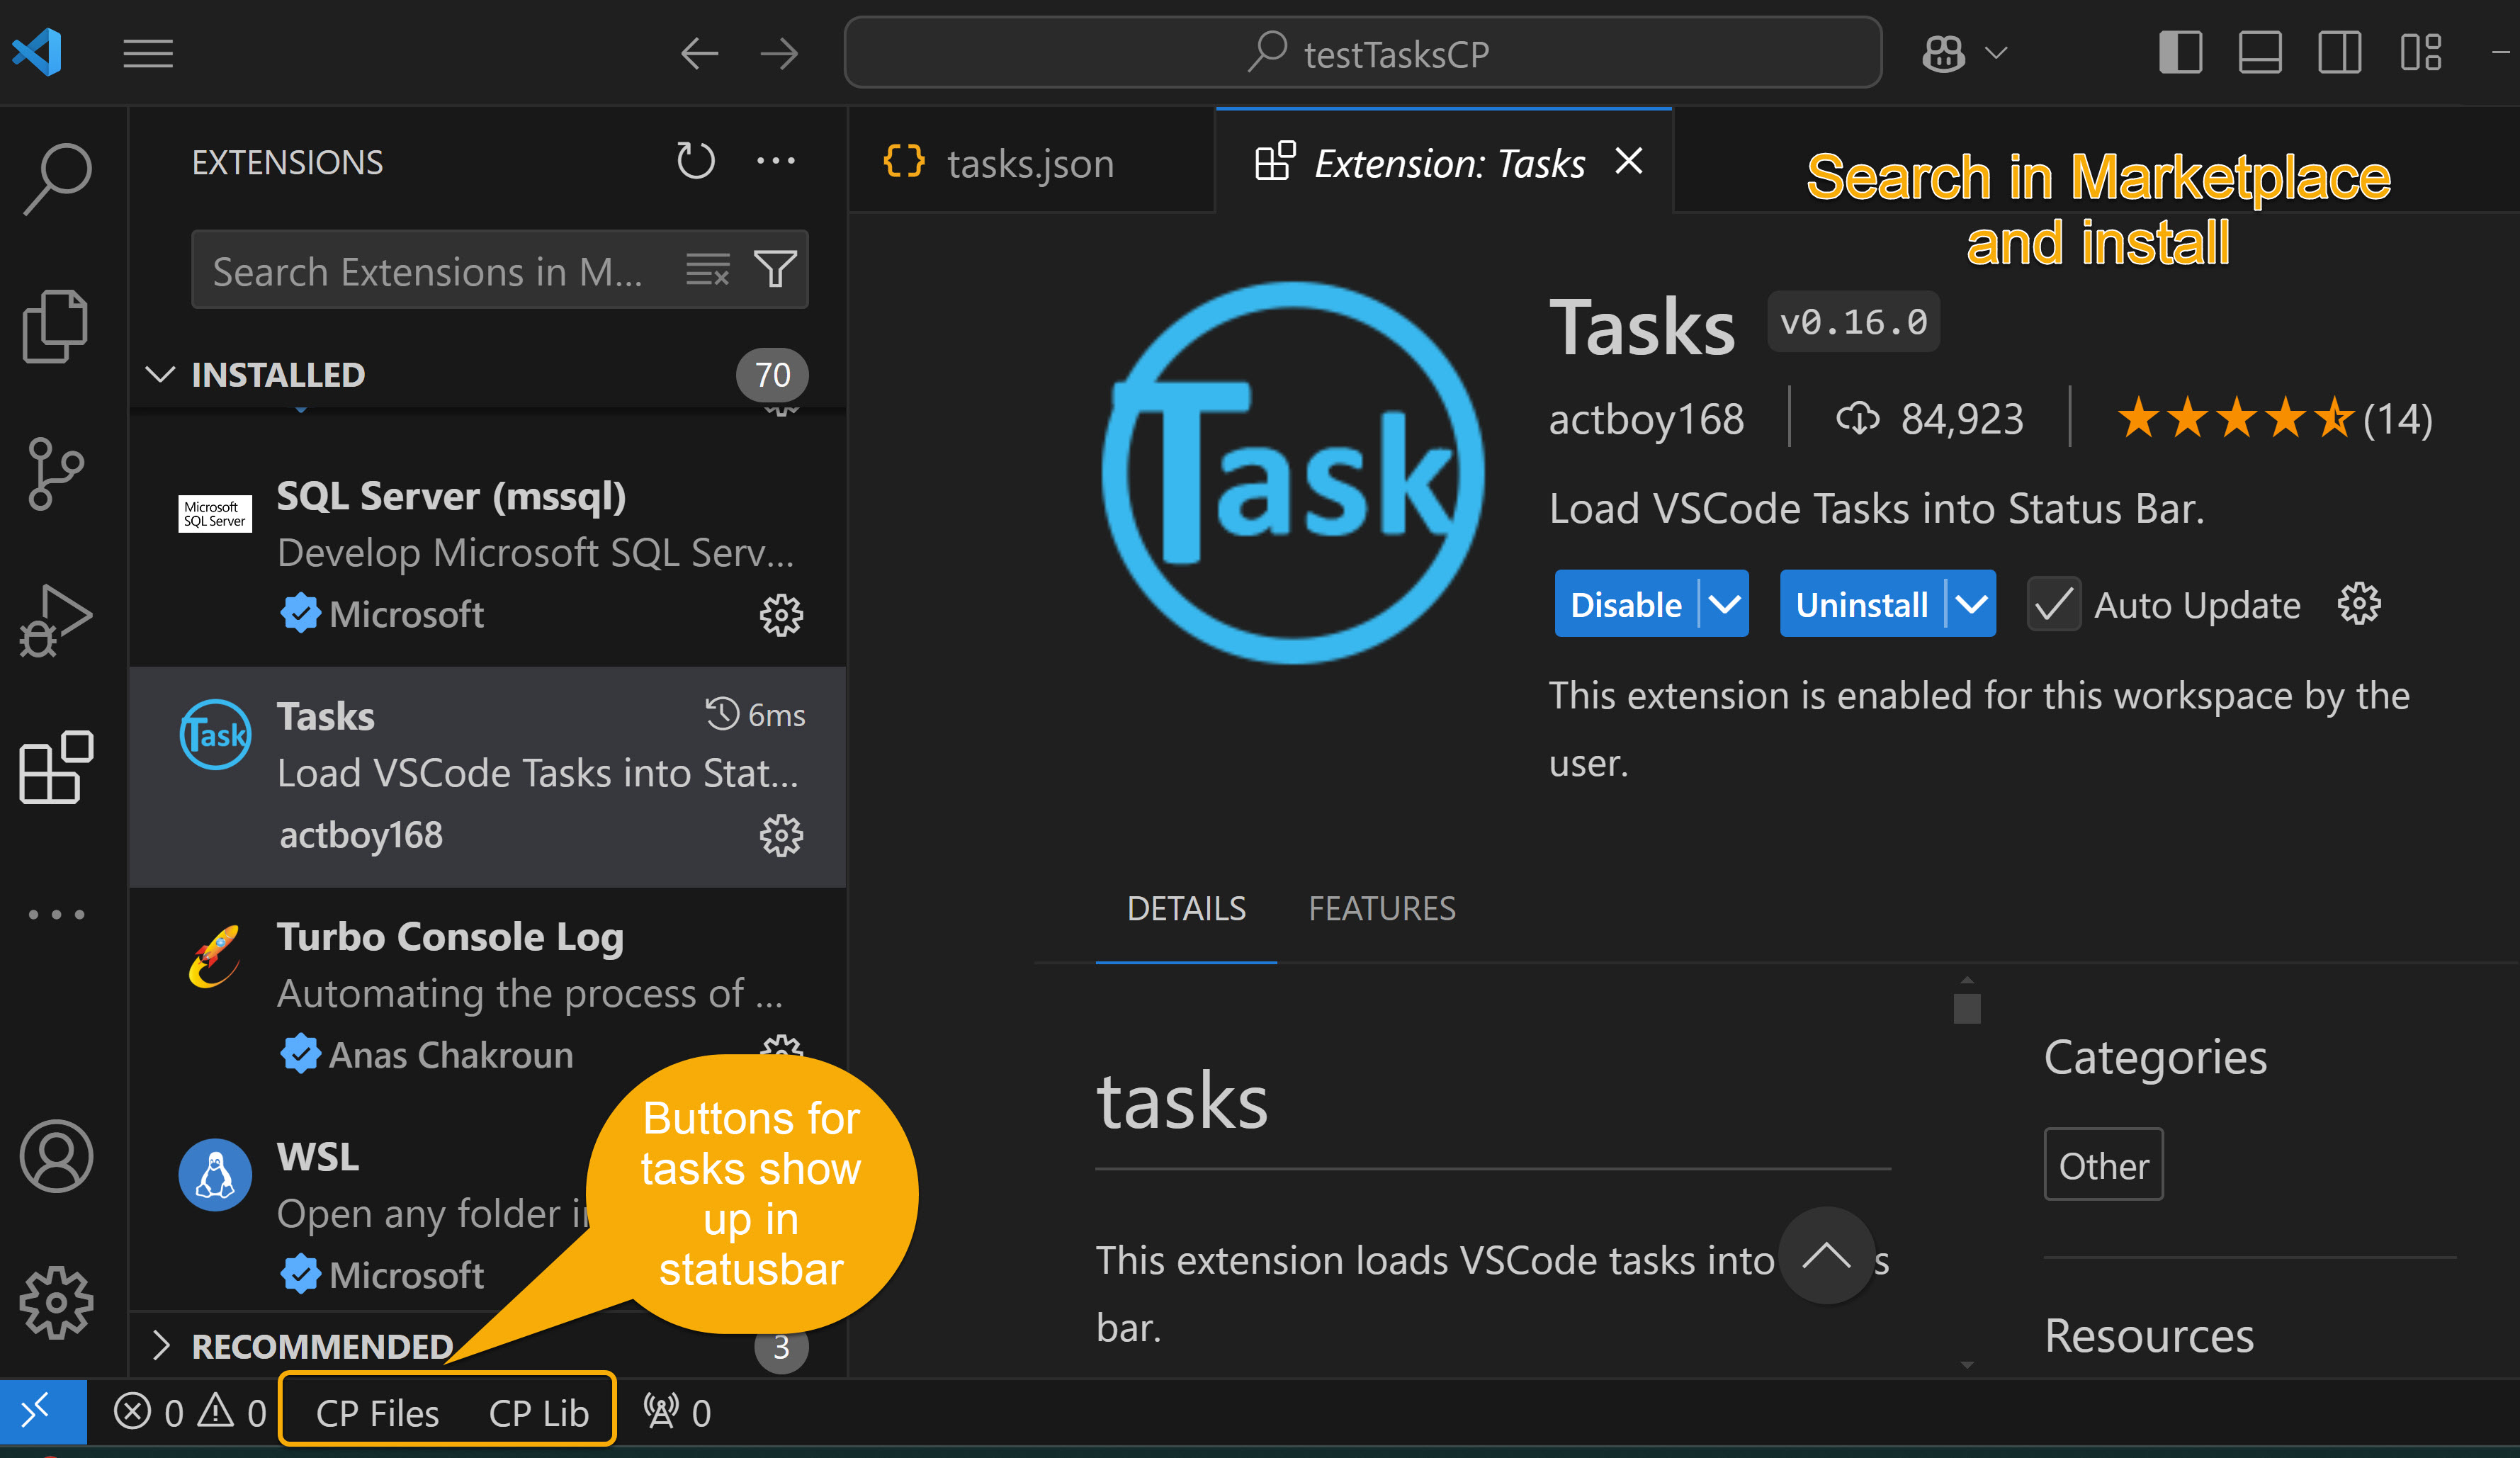 testTasksCP
EXTENSIONS
Search Extensions in M...
INSTALLED
70
Microsoft
SQL Server
SQL Server (mssql)
Develop Microsoft SQL Serv...
Microsoft
Task
Tasks
6ms
Load VSCode Tasks into Stat...
actboy168
Turbo Console Log
Automating the process of ...
Anas Chakroun
WSL
Open any folder
Microsoft
RECOMMENDED
3
Buttons for
tasks show
up in
statusbar
tasks.json
Extension: Tasks
Search in Marketplace
and install
Task
Tasks
v0.16.0
actboy168
84,923
(14)
Load VSCode Tasks into Status Bar.
Disable
Uninstall
Auto Update
This extension is enabled for this workspace by the
user.
DETAILS
FEATURES
tasks
This extension loads VSCode tasks into
bar.
Categories
Other
Resources
0
0
CP Files
CP Lib
0